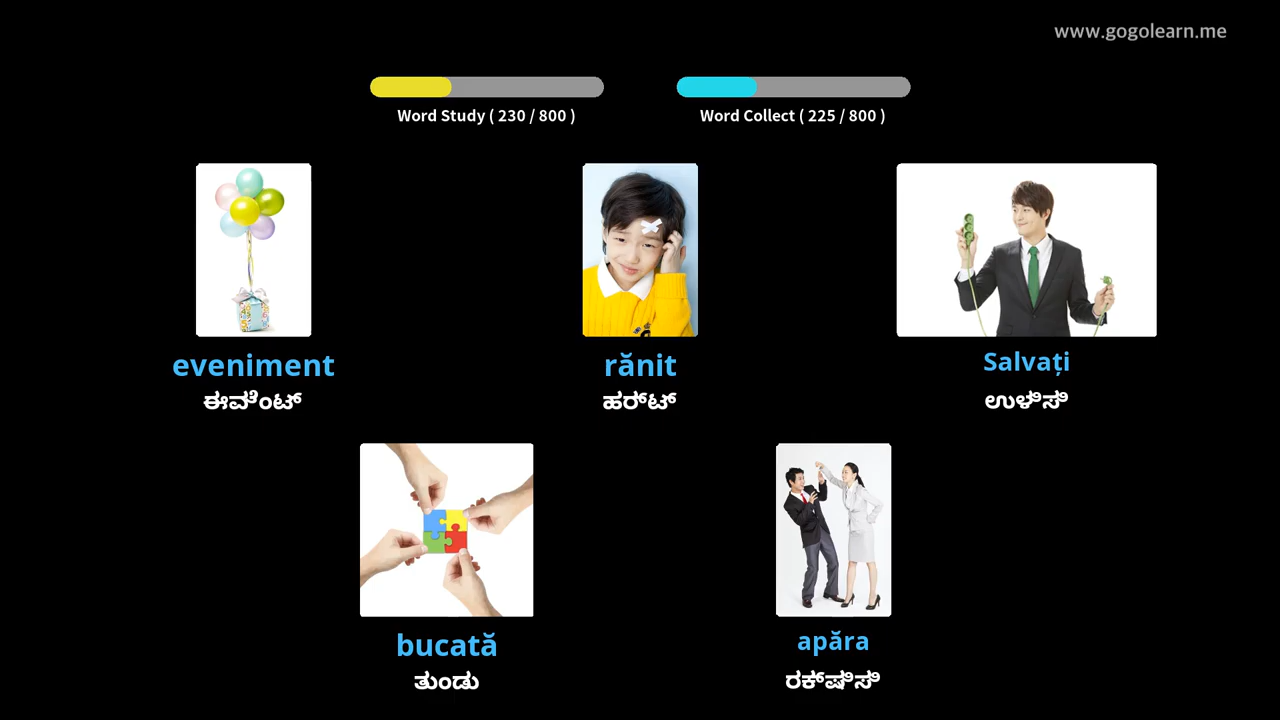 www.gogolearn.me
Word Study ( 230 / 800 )
Word Collect ( 225 / 800 )
eveniment
ಈವೆಂಟ್
rănit
ಹರ್ಟ್
Salvați
ಉಳಿಸಿ
bucată
ತುಂಡು
apăra
ರಕ್ಷಿಸಿ